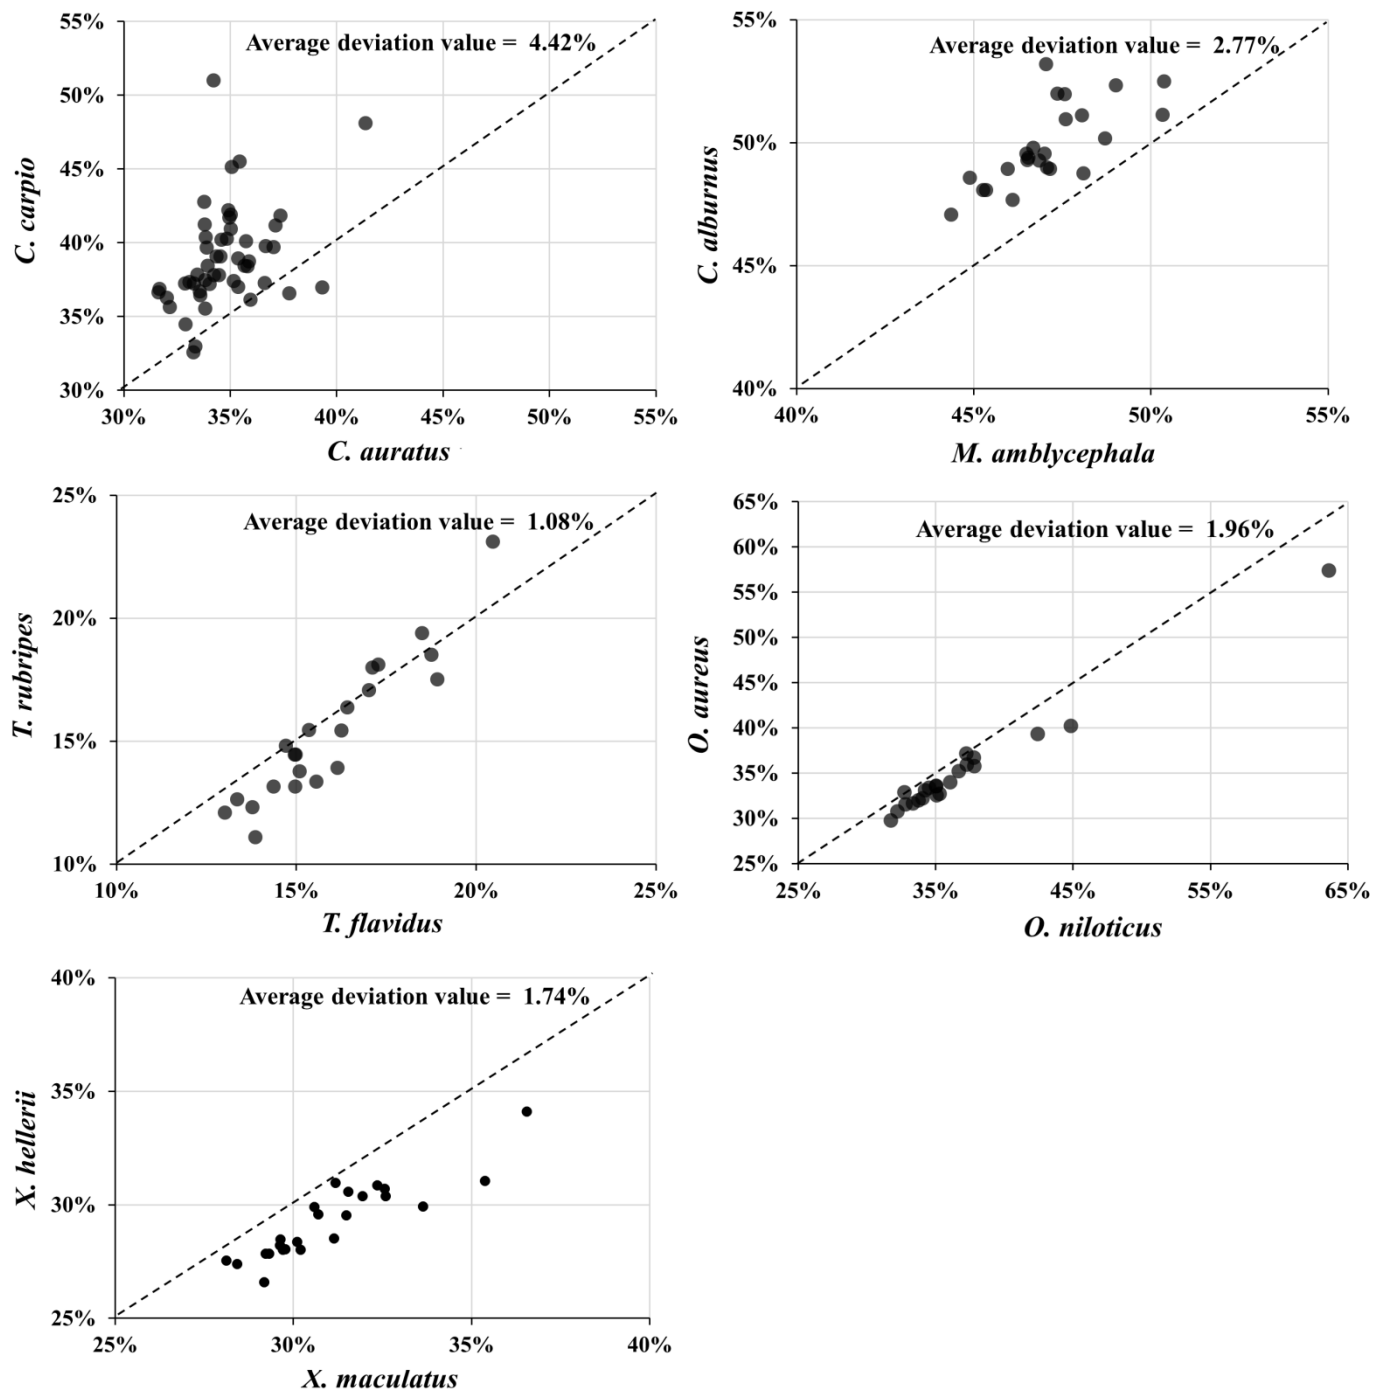 55%
Average deviation value = 4.42%
50%
45%
40%
35%
30%
C. carpio
30% 35% 40% 45% 50% 55%
C. auratus
55%
Average deviation value = 2.77%
50%
45%
40%
C. alburnus
40% 45% 50% 55%
M. amblycephala
25%
Average deviation value = 1.08%
20%
15%
10%
T. rubripes
10% 15% 20% 25%
T. flavidus
65%
Average deviation value = 1.96%
60%
55%
50%
45%
40%
35%
30%
25%
O. aureus
25% 35% 45% 55% 65%
O. niloticus
40%
Average deviation value = 1.74%
35%
30%
25%
X. hellerii
25% 30% 35% 40%
X. maculatus